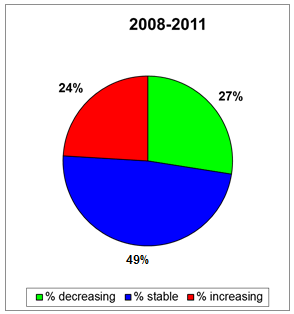 2008-2011
24%
27%
49%
% decreasing % stable % increasing